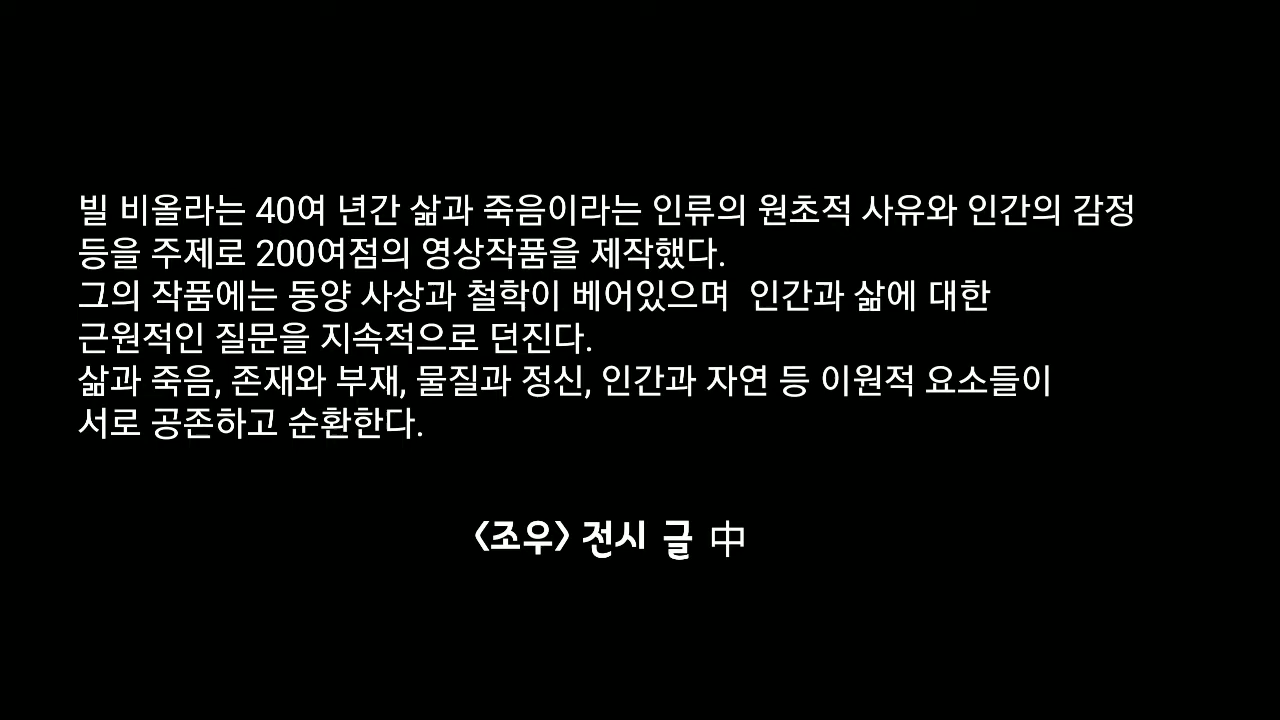 빌 비올라는 40여 년간 삶과 죽음이라는 인류의 원초적 사유와 인간의 감정
등을 주제로 200여점의 영상작품을 제작했다.
그의 작품에는 동양 사상과 철학이 베어있으며  인간과 삶에 대한
근원적인 질문을 지속적으로 던진다.
삶과 죽음, 존재와 부재, 물질과 정신, 인간과 자연 등 이원적 요소들이
서로 공존하고 순환한다.
<조우> 전시 글 中